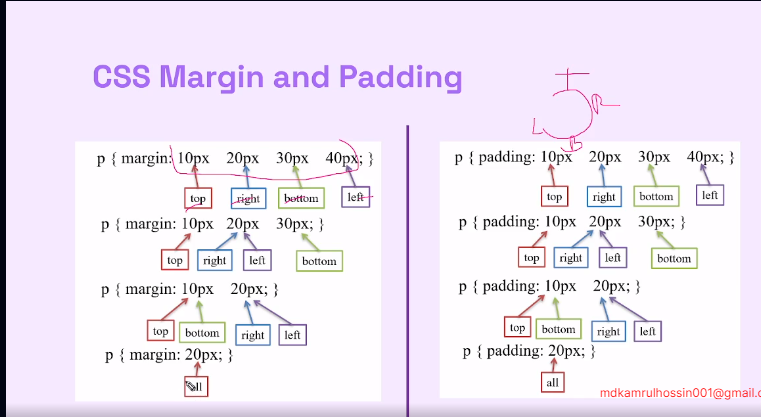 CSS Margin and Padding
p { margin: 10px 20px 30px 40px; }
top right bottom left
p { margin: 10px 20px 30px; }
top right left bottom
p { margin: 10px 20px; }
top bottom right left
p { margin: 20px; }
T
R
B
L
p { padding: 10px 20px 30px 40px; }
top right bottom left
p { padding: 10px 20px 30px; }
top right left bottom
p { padding: 10px 20px; }
top bottom right left
p { padding: 20px; }
all
mdkamrulhossin001@gmail.c